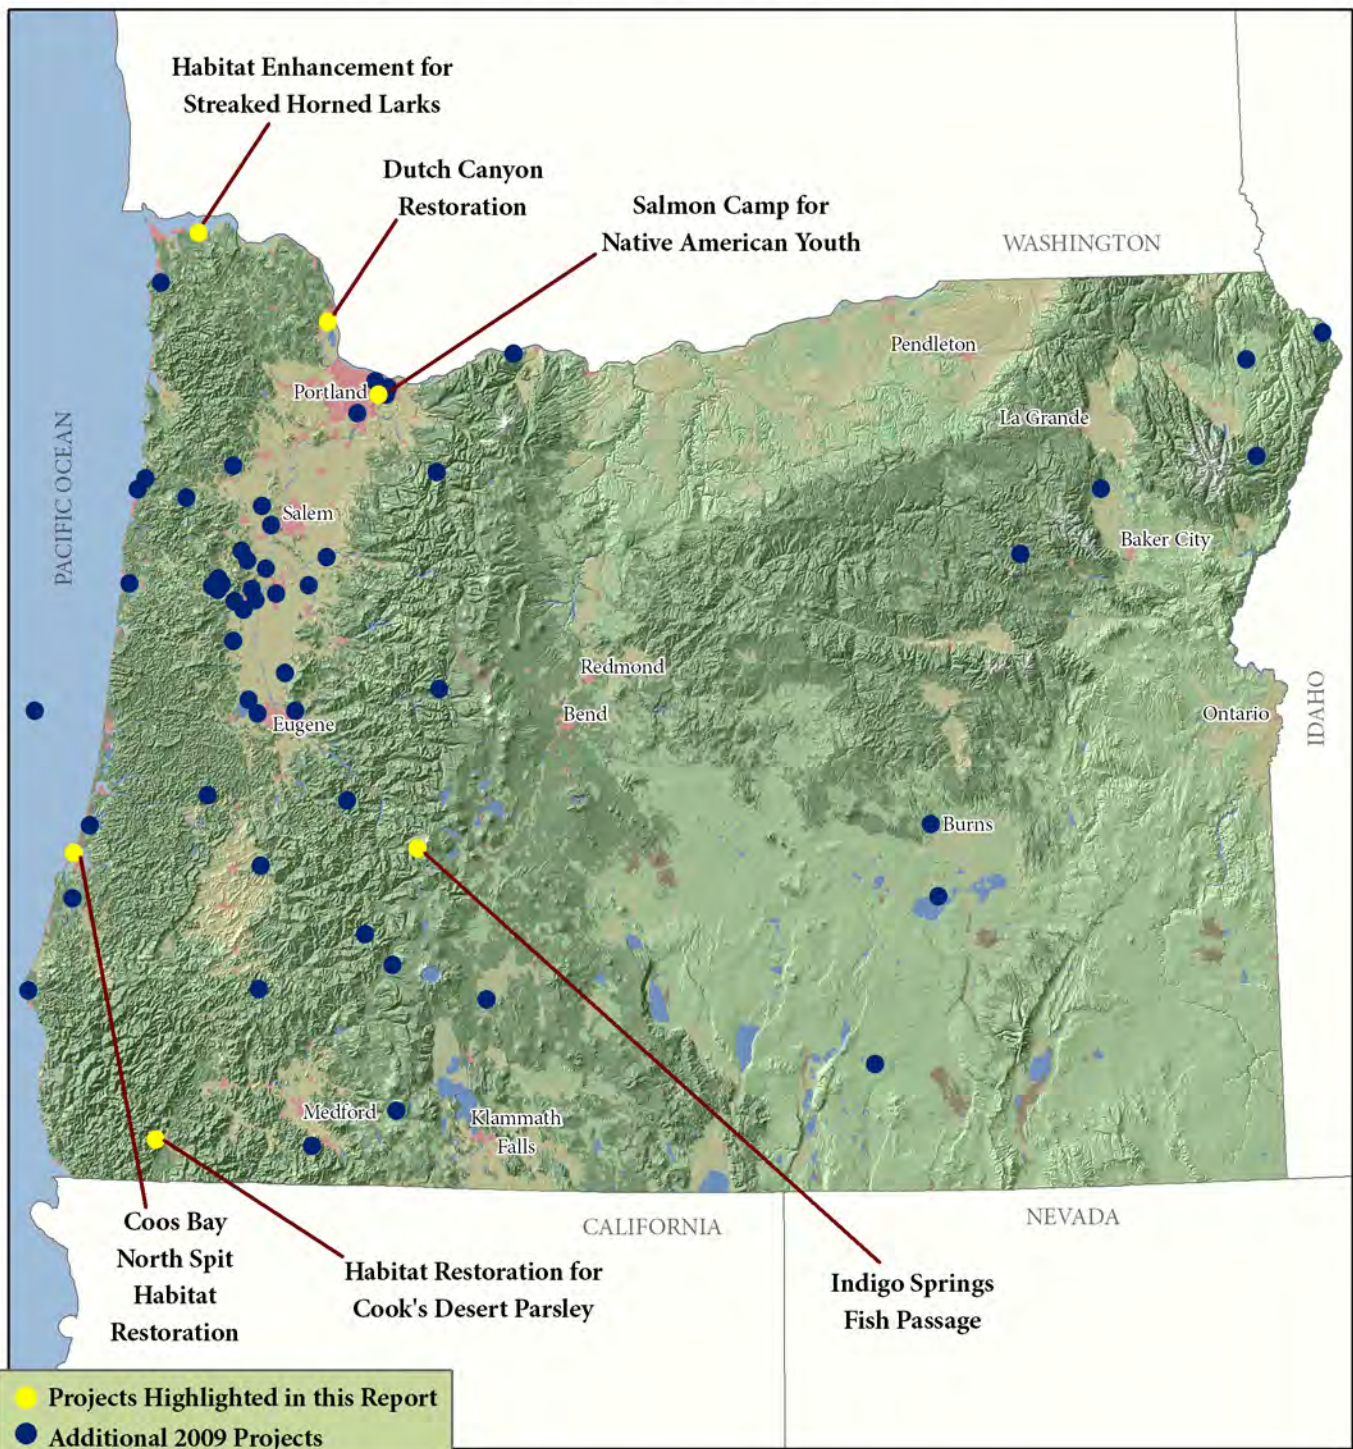 Habitat Enhancement for
Streaked Horned Larks
Dutch Canyon
Restoration
Salmon Camp for
Native American Youth
WASHINGTON
Pendleton
Portland
La Grande
PACIFIC OCEAN
Salem
Baker City
Redmond
Bend
Eugene
Ontario
IDAHO
Burns
Medford
Klammath
Falls
CALIFORNIA
NEVADA
Coos Bay
North Spit
Habitat
Restoration
Habitat Restoration for
Cook's Desert Parsley
Indigo Springs
Fish Passage
Projects Highlighted in this Report
Additional 2009 Projects